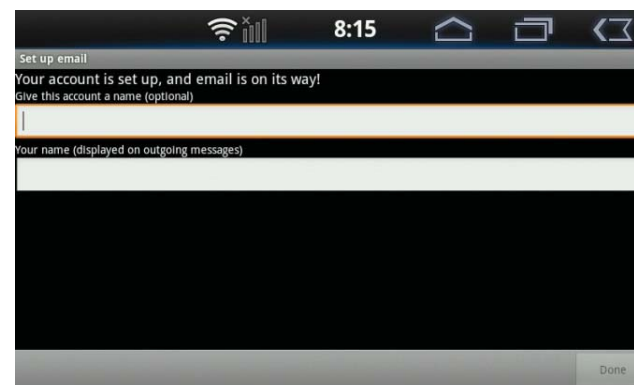 8:15
Set up email
Your account is set up, and email is on its way!
Give this account a name (optional)
Your name (displayed on outgoing messages)
Done